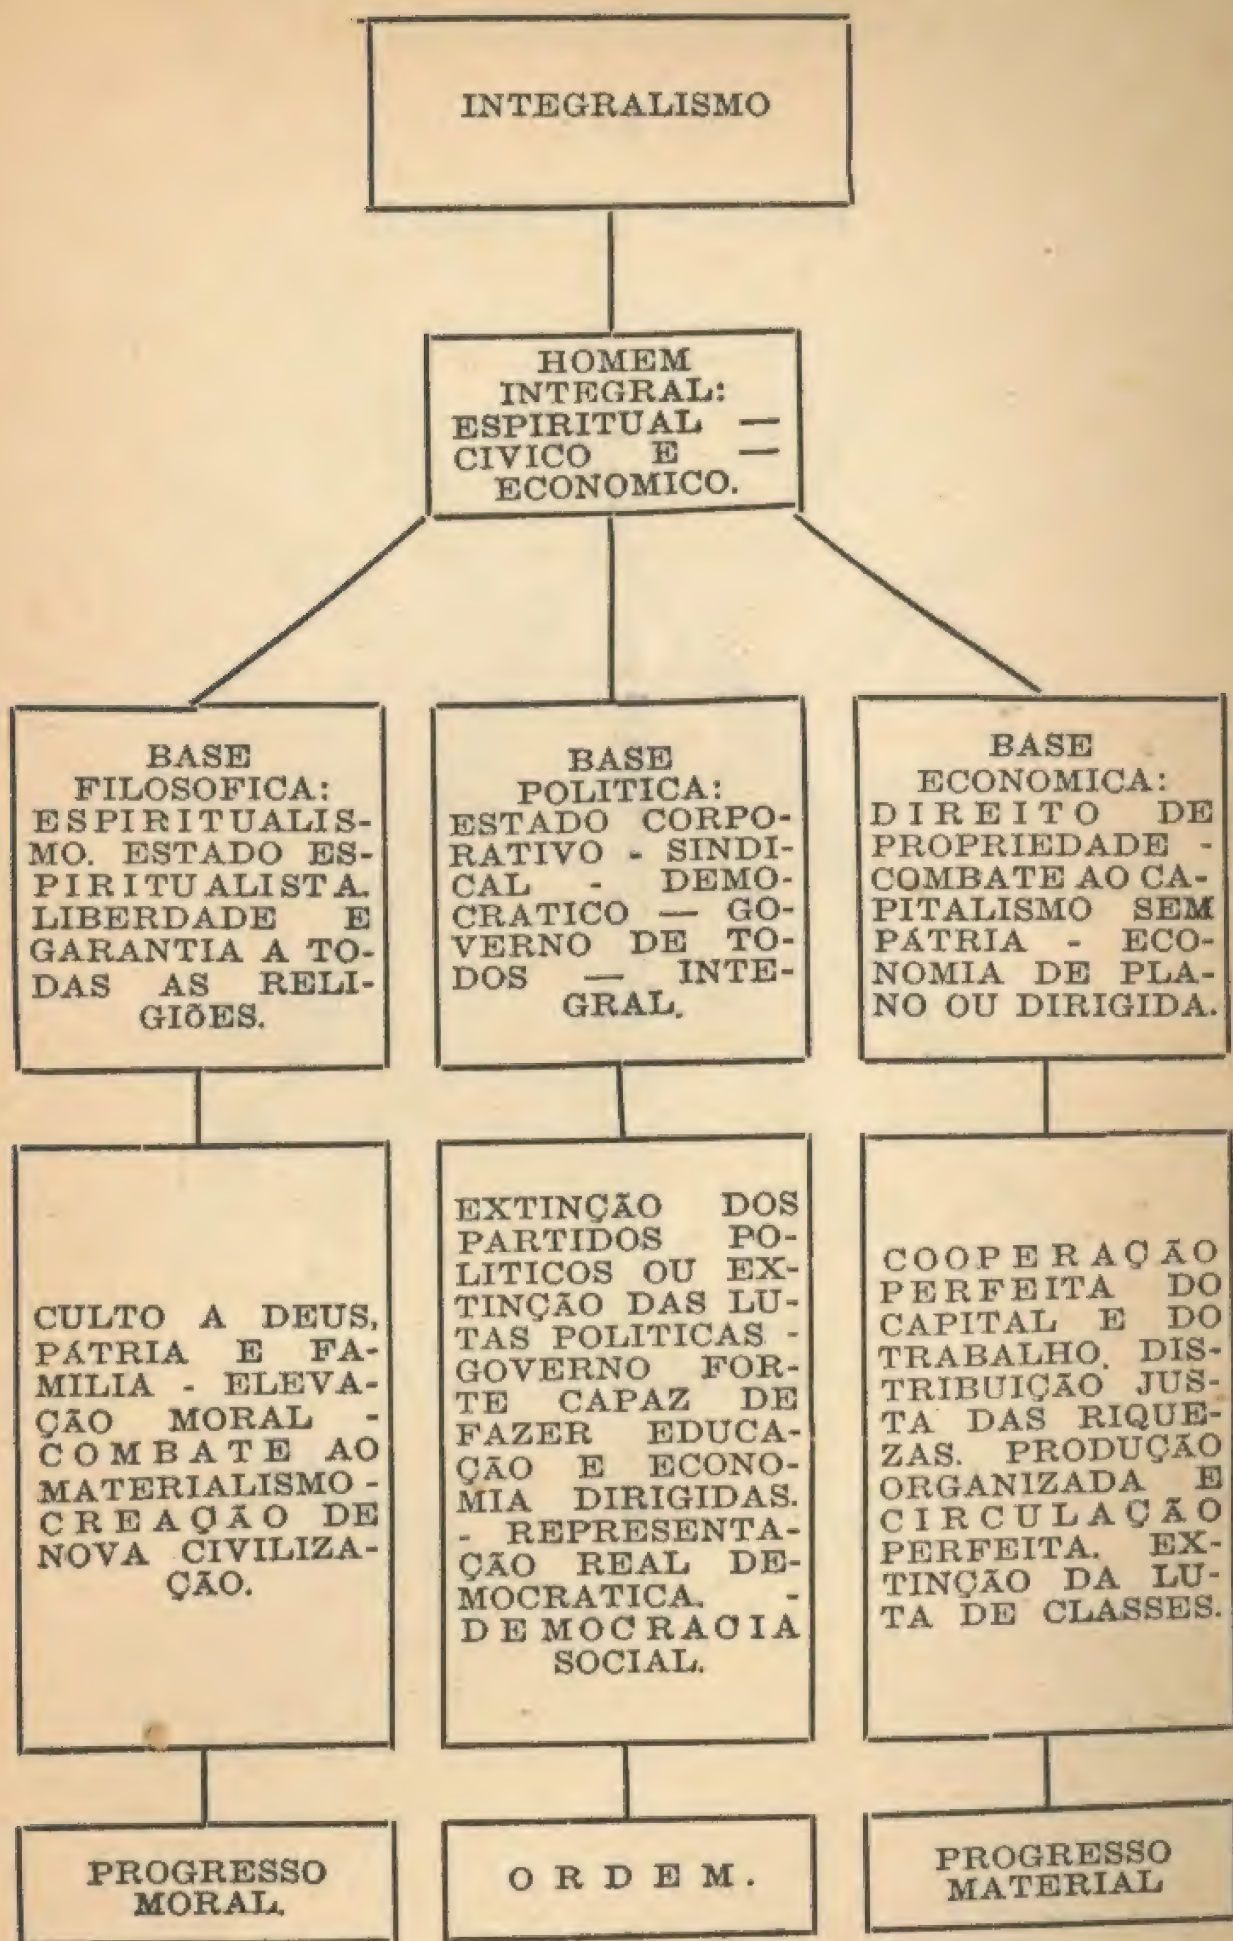 INTEGRALISMO
HOMEM
INTEGRAL:
ESPIRITUAL —
CIVICO E —
ECONOMICO.
BASE
FILOSOFICA:
ESPIRITUALIS-
MO. ESTADO ES-
PIRITUALISTA.
LIBERDADE E
GARANTIA A TO-
DAS AS RELI-
GIÕES.
BASE
POLITICA:
ESTADO CORPO-
RATIVO - SINDI-
CAL - DEMO-
CRATICO — GO-
VERNO DE TO-
DOS — INTE-
GRAL.
BASE
ECONOMICA:
DIREITO DE
PROPRIEDADE -
COMBATE AO CA-
PITALISMO SEM
PÁTRIA - ECO-
NOMIA DE PLA-
NO OU DIRIGIDA.
CULTO A DEUS,
PÁTRIA E FA-
MILIA - ELEVA-
ÇÃO MORAL -
COMBATE AO
MATERIALISMO -
CREAÇÃO DE
NOVA CIVILIZA-
ÇÃO.
EXTINÇÃO DOS
PARTIDOS PO-
LITICOS OU EX-
TINÇÃO DAS LU-
TAS POLITICAS -
GOVERNO FOR-
TE CAPAZ DE
FAZER EDUCA-
ÇÃO E ECONO-
MIA DIRIGIDAS.
- REPRESENTA-
ÇÃO REAL DE-
MOCRATICA. -
DEMOCRACIA
SOCIAL.
COOPERAÇÃO
PERFEITA DO
CAPITAL E DO
TRABALHO. DIS-
TRIBUIÇÃO JUS-
TA DAS RIQUE-
ZAS. PRODUÇÃO
ORGANIZADA E
CIRCULAÇÃO
PERFEITA. EX-
TINÇÃO DA LU-
TA DE CLASSES.
PROGRESSO
MORAL.
ORDEM.
PROGRESSO
MATERIAL